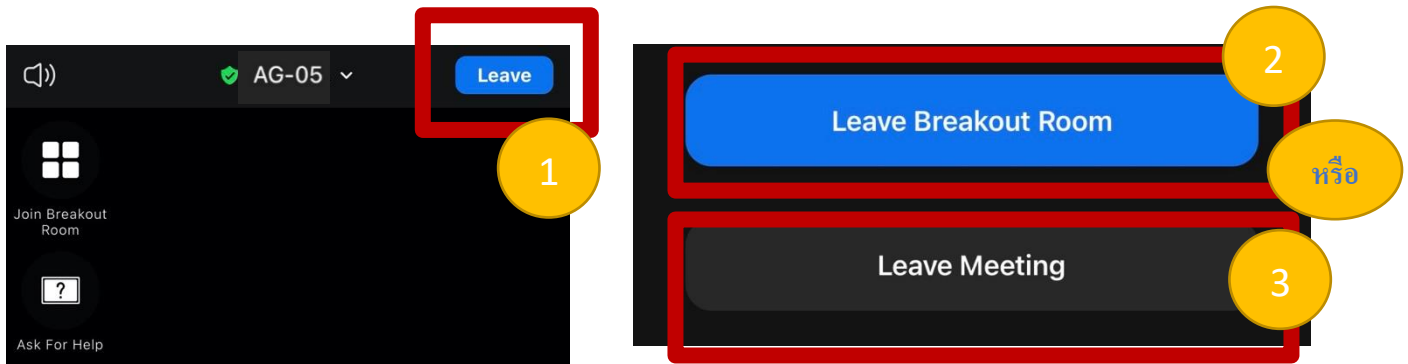 AG-05
Leave
1
Join Breakout
Room
?
Ask For Help
2
Leave Breakout Room
หรือ
Leave Meeting
3